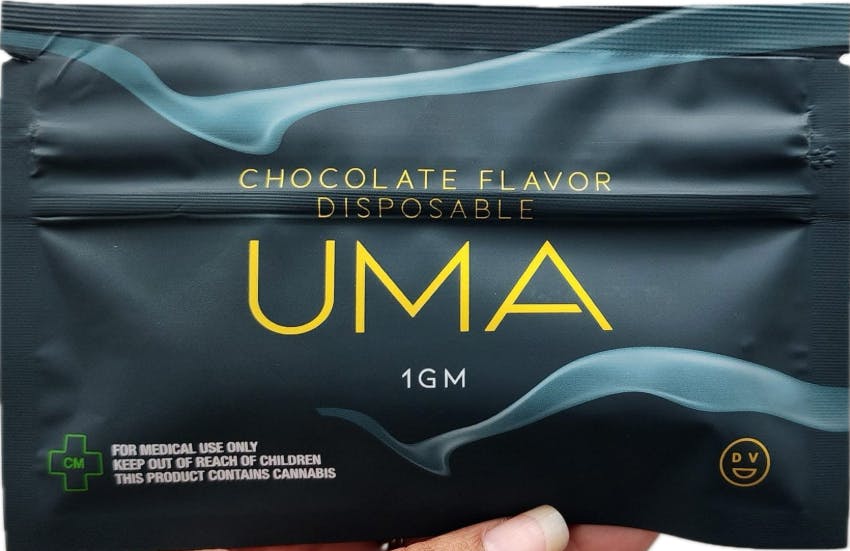 CHOCOLATE FLAVOR
DISPOSABLE
UMA
1GM
CM
FOR MEDICAL USE ONLY
KEEP OUT OF REACH OF CHILDREN
THIS PRODUCT CONTAINS CANNABIS
D V